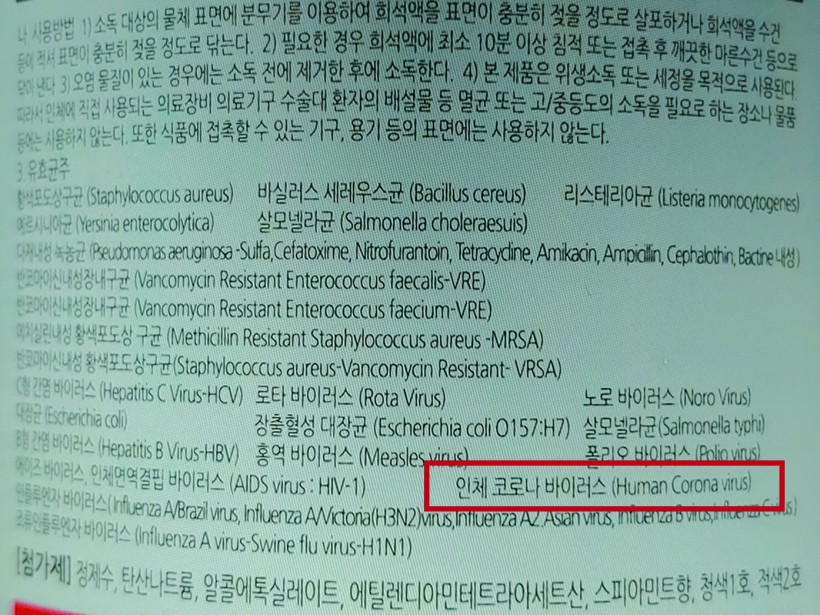 나. 사용방법 1) 소독 대상의 물체 표면에 분무기를 이용하여 희석액을 표면이 충분히 젖을 정도로 살포하거나 희석액을 수건
등에 적셔 표면이 충분히 젖을 정도로 닦는다. 2) 필요한 경우 희석액에 최소 10분 이상 침적 또는 접촉 후 깨끗한 마른수건 등으로
닦아 낸다. 3) 오염 물질이 있는 경우에는 소독 전에 제거한 후에 소독한다. 4) 본 제품은 위생소독 또는 세정을 목적으로 사용된다.
따라서 인체에 직접 사용되는 의료장비 의료기구 수술대 환자의 배설물 등 멸균 또는 고/중등도의 소독을 필요로 하는 장소나 물품
등에는 사용하지 않는다. 또한 식품에 접촉할 수 있는 기구, 용기 등의 표면에는 사용하지 않는다.
3. 유효균주
황색포도상구균 (Staphylococcus aureus) 바실러스 세레우스균 (Bacillus cereus) 리스테리아균 (Listeria monocytogenes)
여르시니아균 (Yersinia enterocolytica) 살모넬라균 (Salmonella choleraesuis)
다제내성 녹농균 (Pseudomonas aeruginosa -Sulfa,Cefatoxime, Nitrofurantoin, Tetracycline, Amikacin, Ampicillin, Cephalothin, Bactine 내성)
반코마이신내성장내구균 (Vancomycin Resistant Enterococcus faecalis-VRE)
반코마이신내성장내구균 (Vancomycin Resistant Enterococcus faecium-VRE)
메치실린내성 황색포도상 구균 (Methicillin Resistant Staphylococcus aureus -MRSA)
반코마이신내성 황색포도상구균(Staphylococcus aureus-Vancomycin Resistant- VRSA)
C형 간염 바이러스 (Hepatitis C Virus-HCV) 로타 바이러스 (Rota Virus) 노로 바이러스 (Noro Virus)
대장균 (Escherichia coli) 장출혈성 대장균 (Escherichia coli O157:H7) 살모넬라균(Salmonella typhi)
B형 간염 바이러스 (Hepatitis B Virus-HBV) 홍역 바이러스 (Measles virus) 폴리오 바이러스 (Polio virus)
에이즈 바이러스, 인체면역결핍 바이러스 (AIDS virus : HIV-1) 인체 코로나 바이러스 (Human Corona virus)
인플루엔자 바이러스( Influenza A/Brazil virus, Influenza A/Victoria(H3N2)virus,Influenza A2.Asian virus, Influenza B virus,Influenza C virus )
조류인플루엔자 바이러스 (Influenza A virus-Swine flu virus-H1N1)
[첨가제] 정제수, 탄산나트륨, 알콜에톡실레이트, 에틸렌디아민테트라아세트산, 스피아민트향, 청색1호, 적색2호